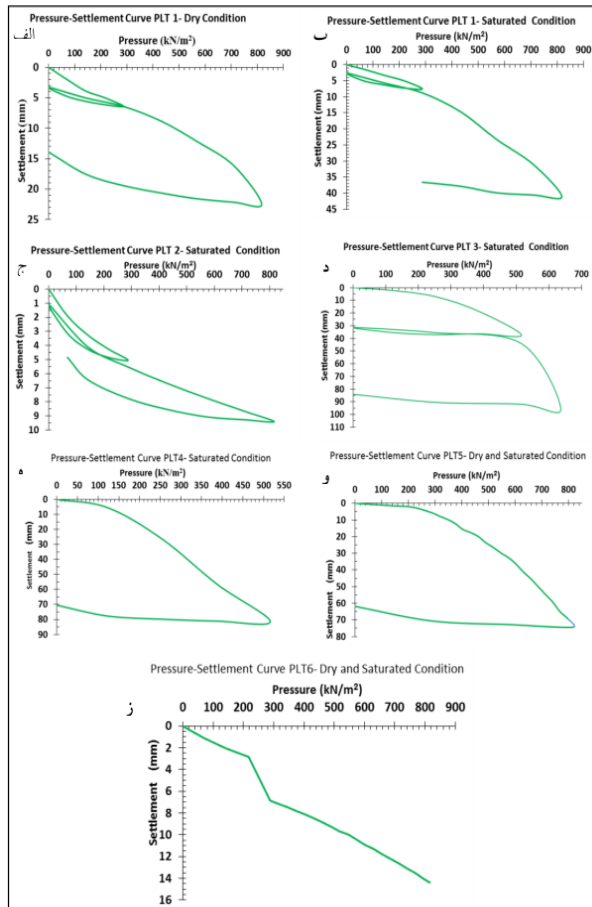 Pressure-Settlement Curve PLT 1- Dry Condition
Pressure (kN/m²)
الف
0 100 200 300 400 500 600 700 800 900
0
5
10
15
20
25
Settlement (mm)
Pressure-Settlement Curve PLT 1- Saturated Condition
ب
Pressure (kN/m²)
0 100 200 300 400 500 600 700 800 900
0
5
10
15
20
25
30
35
40
45
Settlement (mm)
Pressure-Settlement Curve PLT 2- Saturated Condition
ج
Pressure (kN/m²)
0 100 200 300 400 500 600 700 800 900
0
1
2
3
4
5
6
7
8
9
10
Settlement (mm)
Pressure-Settlement Curve PLT 3- Saturated Condition
د
Pressure (kN/m²)
0 100 200 300 400 500 600 700
0
10
20
30
40
50
60
70
80
90
100
110
Settlement (mm)
Pressure-Settlement Curve PLT4- Saturated Condition
ه
Pressure (kN/m²)
0 50 100 150 200 250 300 350 400 450 500 550
0
10
20
30
40
50
60
70
80
90
Settlement (mm)
Pressure-Settlement Curve PLT5- Dry and Saturated Condition
و
Pressure (kN/m²)
0 100 200 300 400 500 600 700 800
0
10
20
30
40
50
60
70
80
Settlement (mm)
Pressure-Settlement Curve PLT6- Dry and Saturated Condition
Pressure (kN/m²)
ز
0 100 200 300 400 500 600 700 800 900
0
2
4
6
8
10
12
14
16
Settlement (mm)